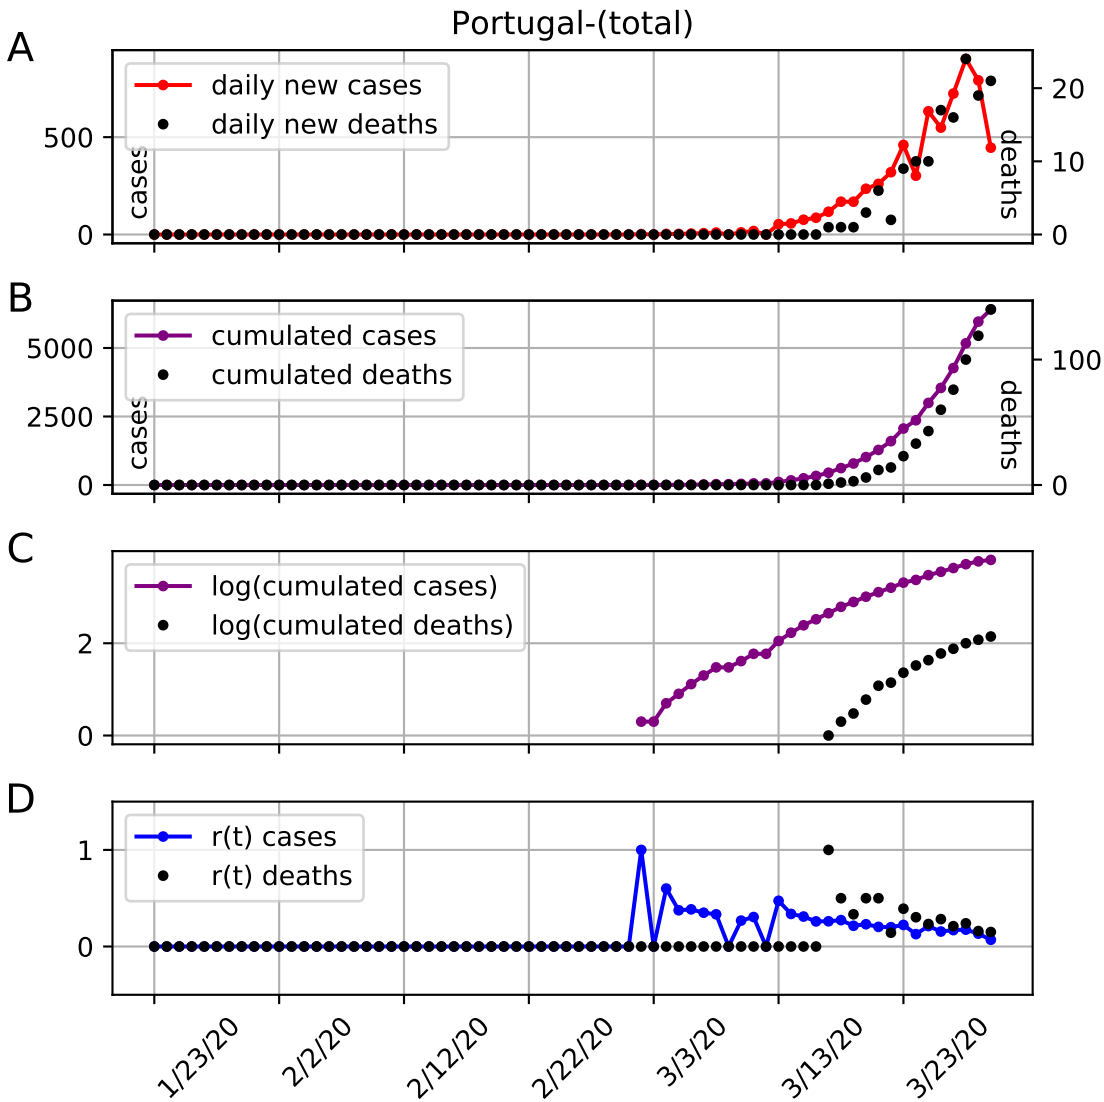 Portugal-(total)
A
daily new cases
daily new deaths
500
0
cases
20
10
0
deaths
B
cumulated cases
cumulated deaths
5000
2500
0
cases
100
0
deaths
C
log(cumulated cases)
log(cumulated deaths)
2
0
D
r(t) cases
r(t) deaths
1
0
1/23/20
2/2/20
2/12/20
2/22/20
3/3/20
3/13/20
3/23/20